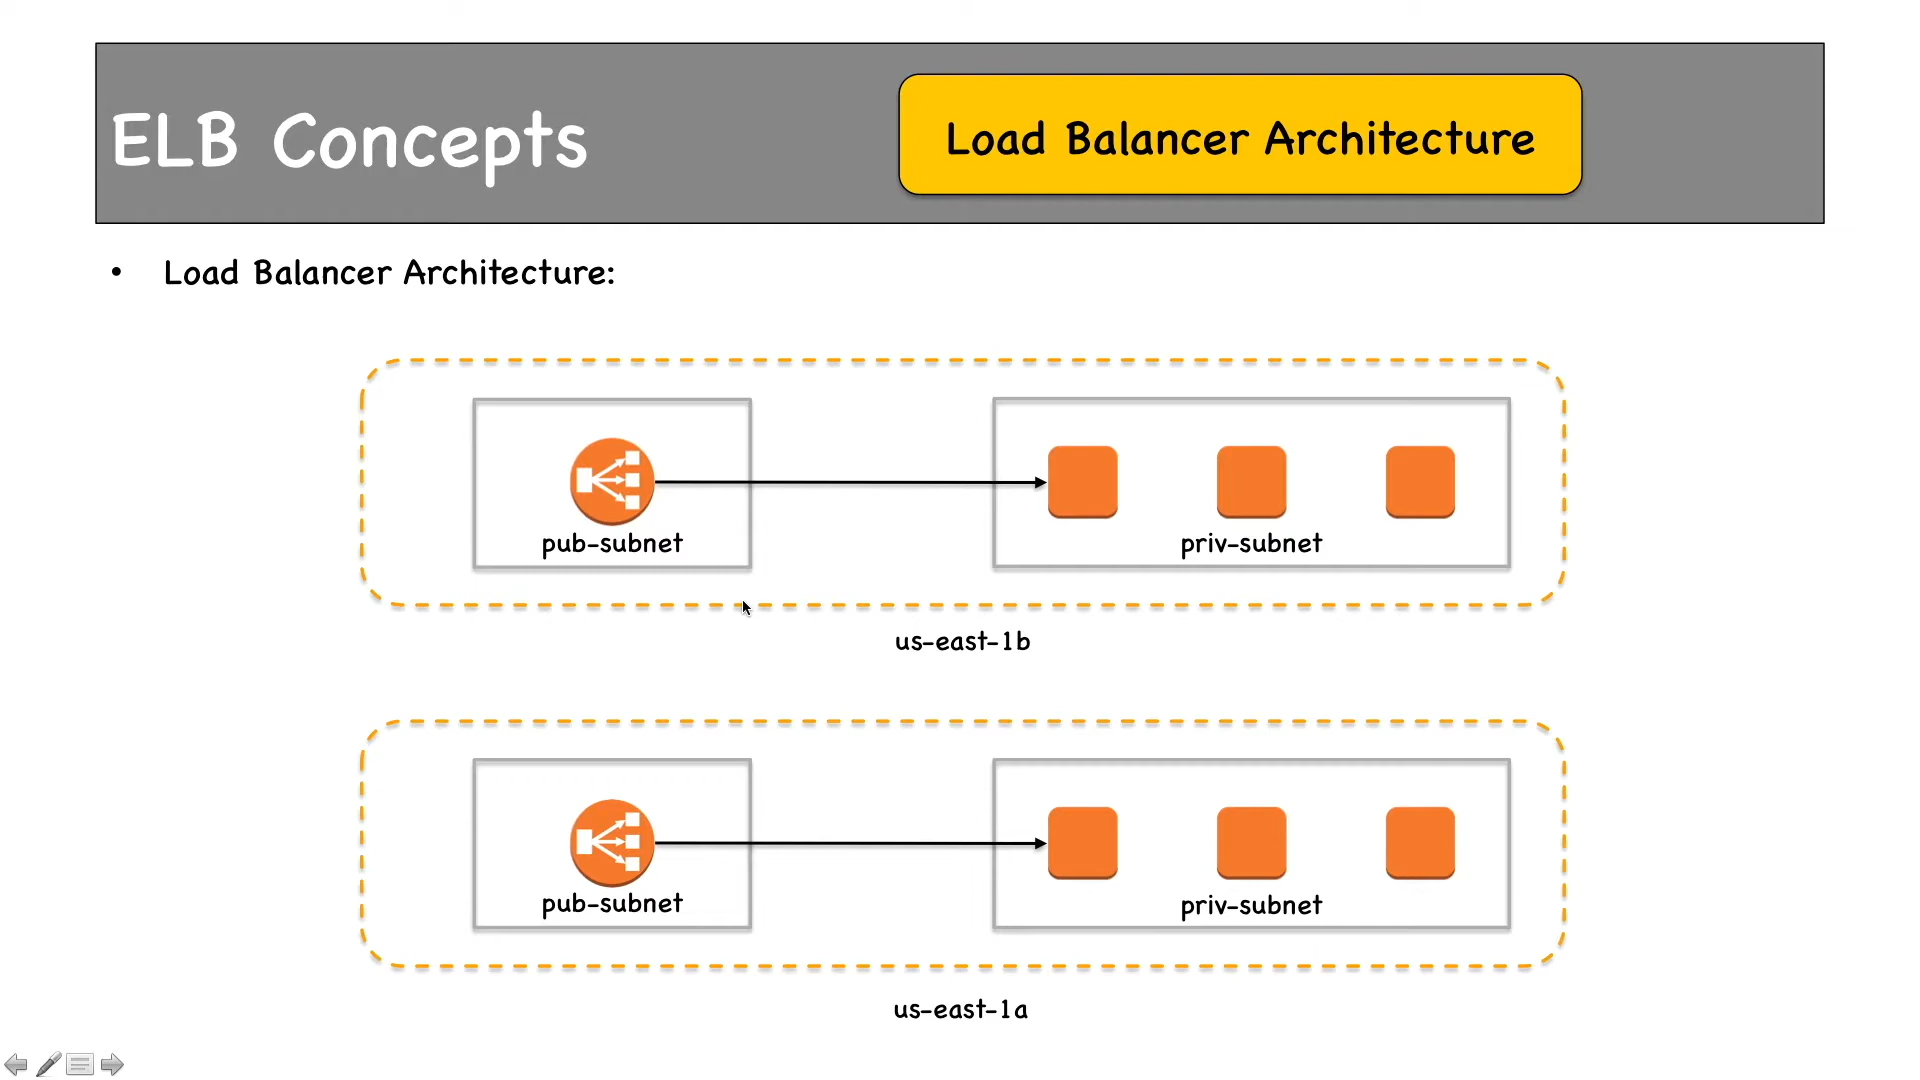 ELB Concepts
Load Balancer Architecture
• Load Balancer Architecture:
pub-subnet
priv-subnet
us-east-1b
pub-subnet
priv-subnet
us-east-1a